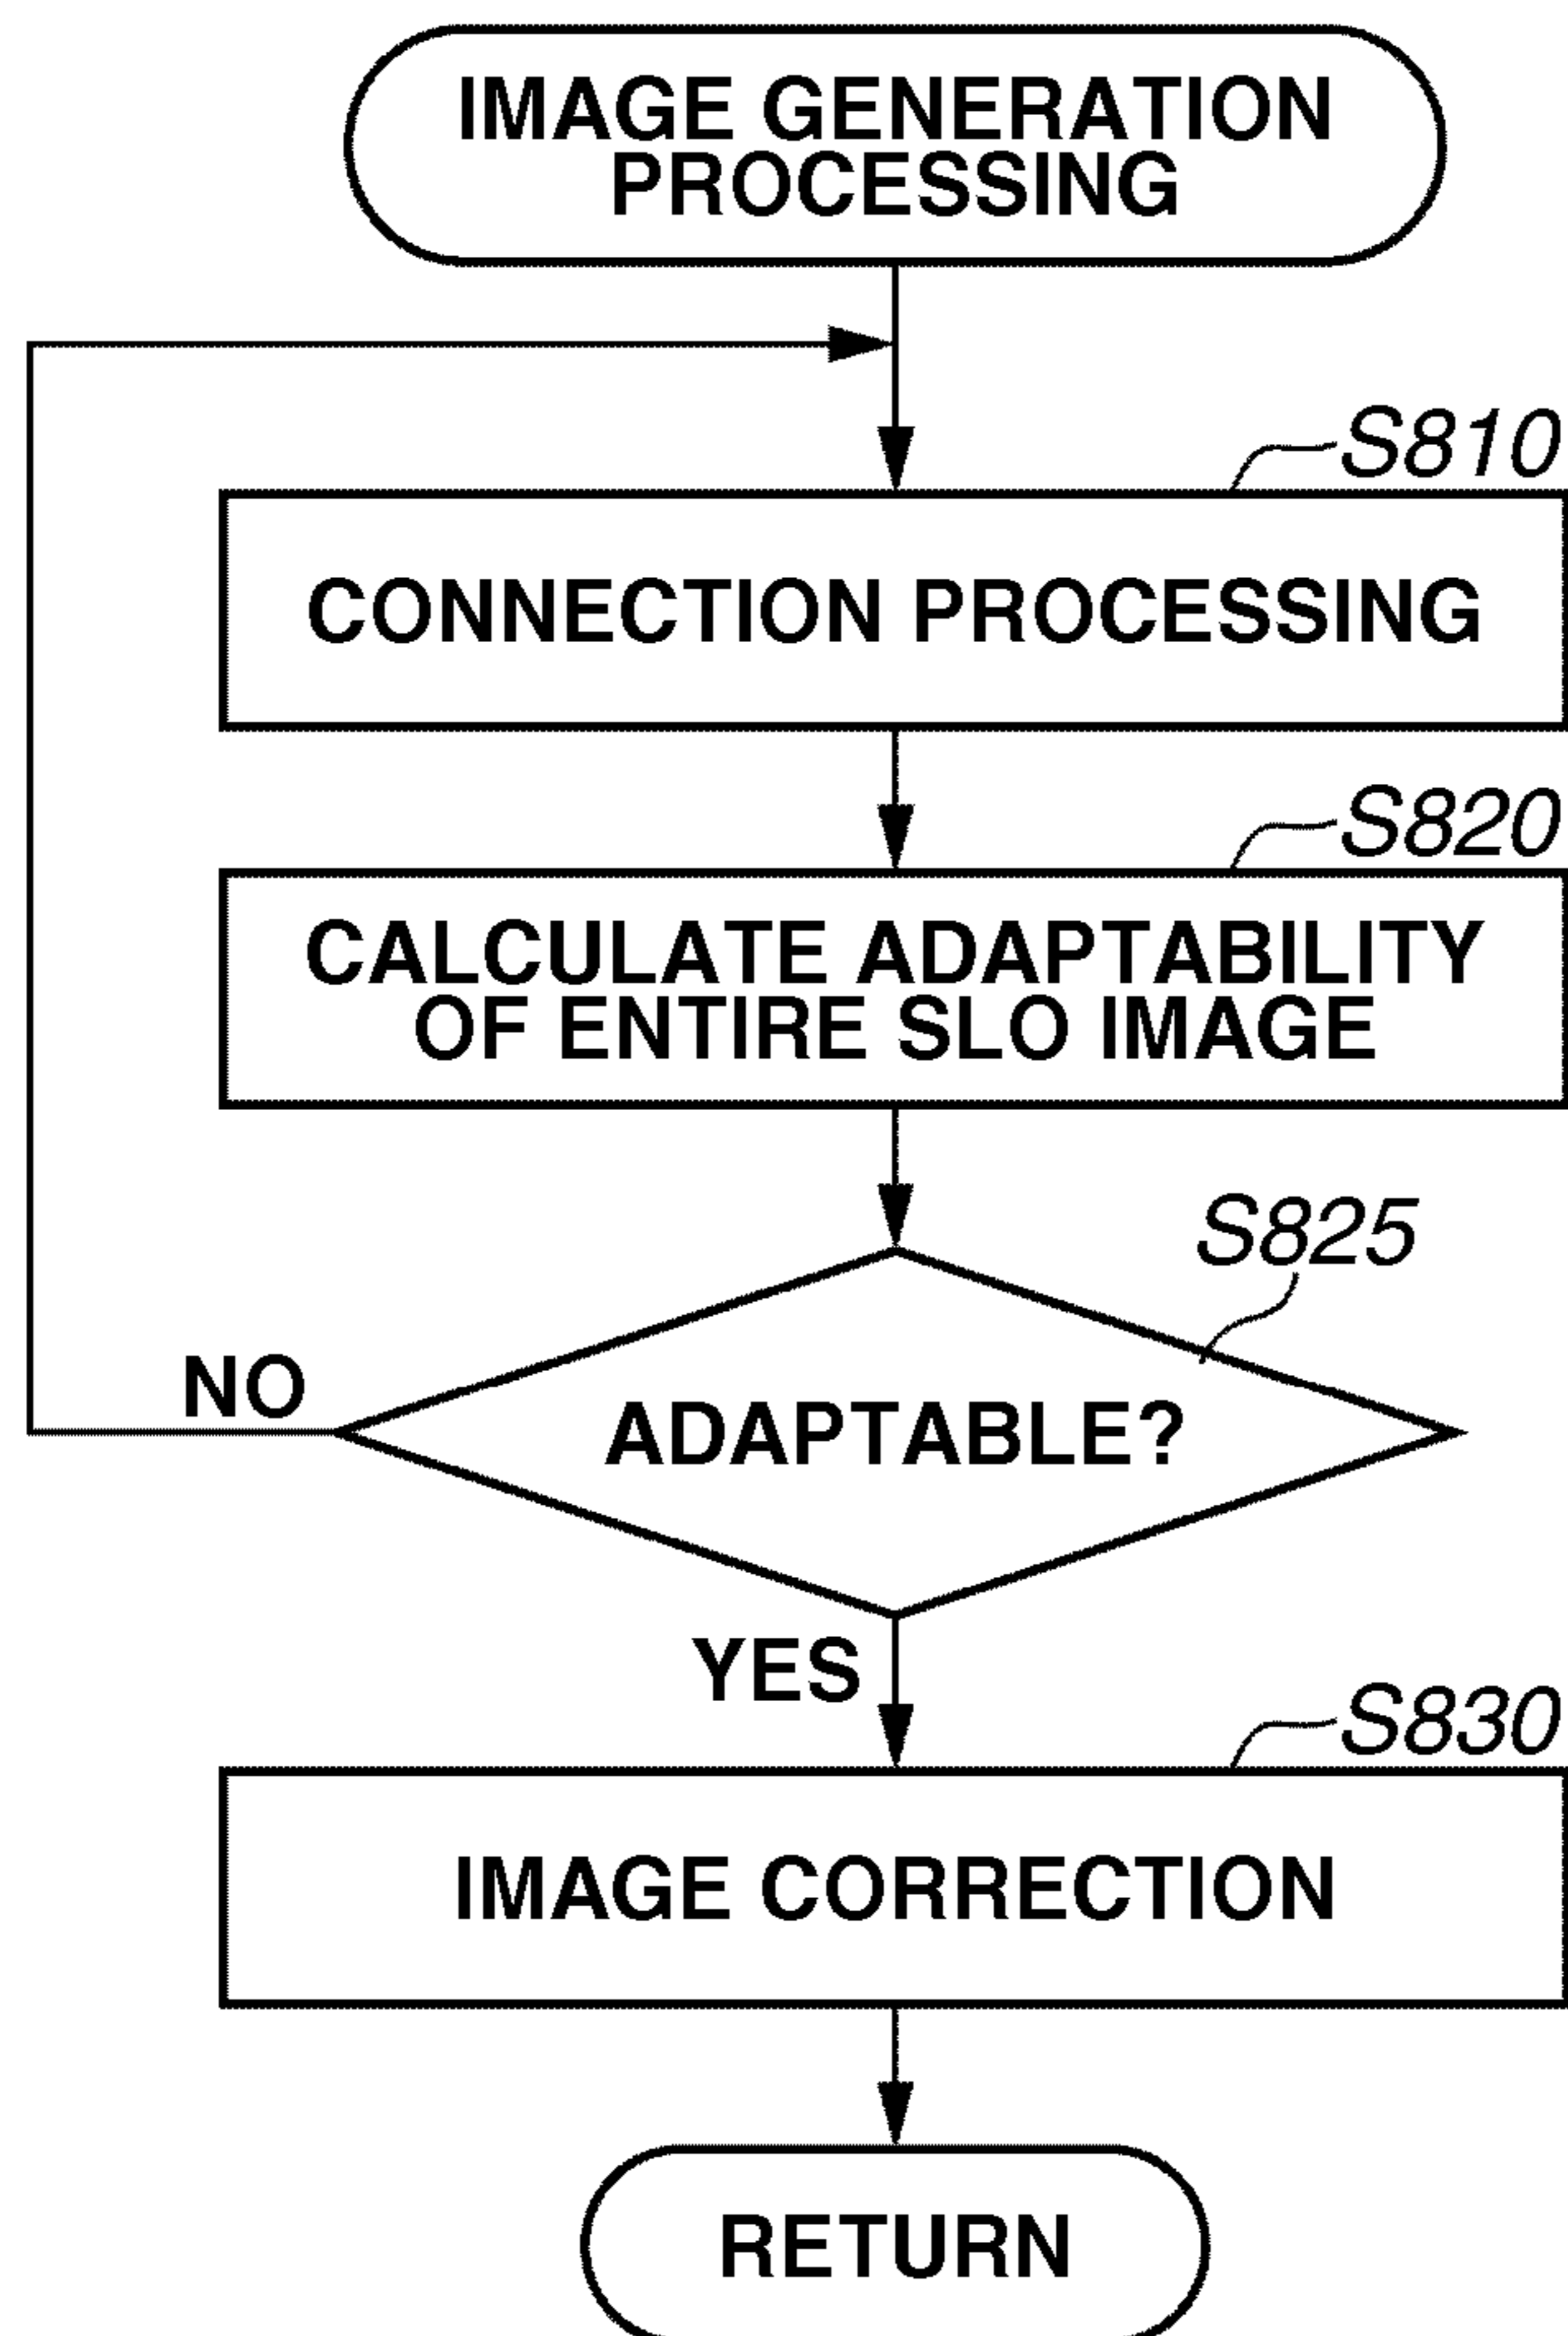 IMAGE GENERATION
PROCESSING
S810
CONNECTION PROCESSING
S820
CALCULATE ADAPTABILITY
OF ENTIRE SLO IMAGE
S825
NO
ADAPTABLE?
YES
S830
IMAGE CORRECTION
RETURN